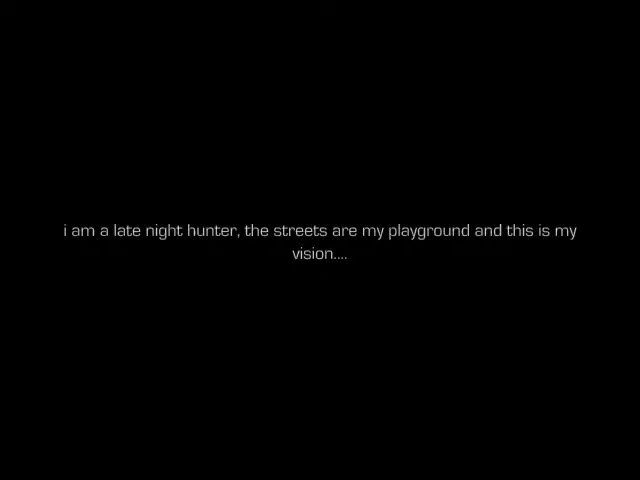 i am a late night hunter, the streets are my playground and this is my
vision....